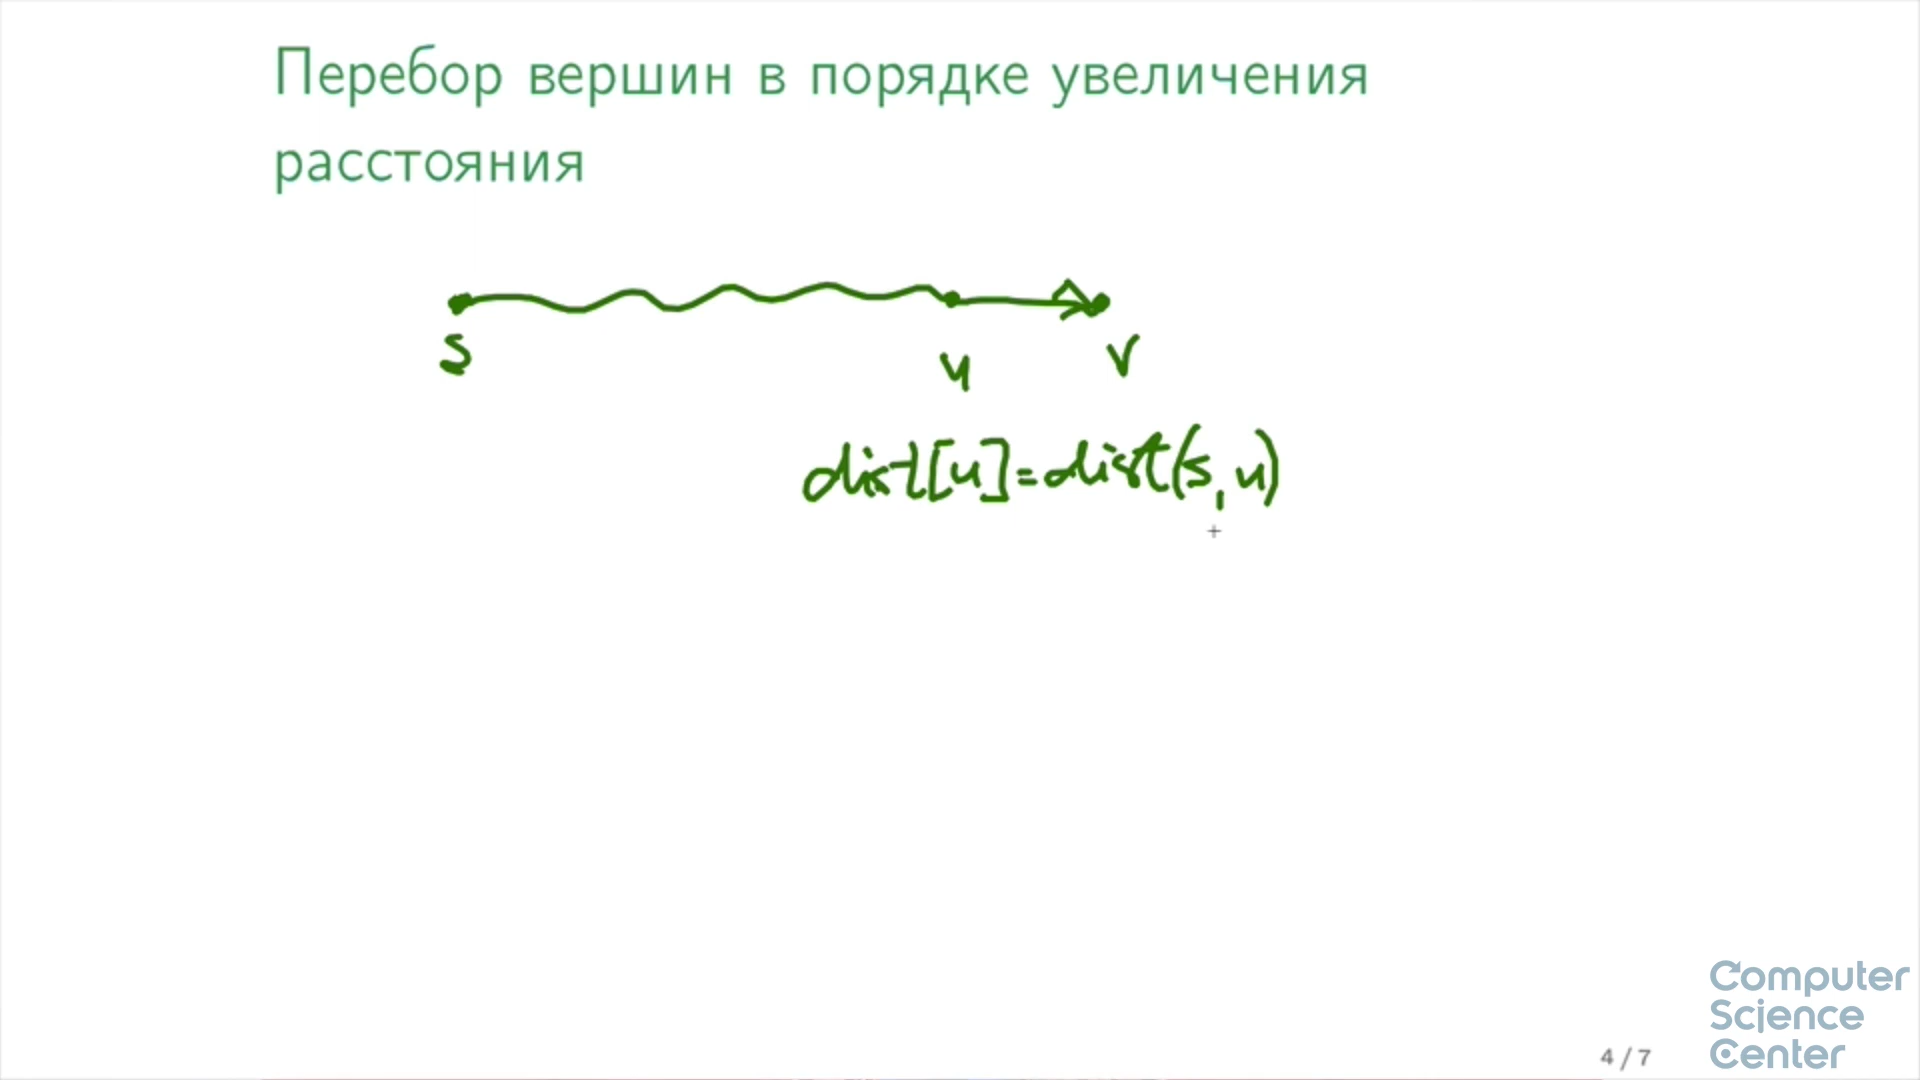 Перебор вершин в порядке увеличения
расстояния
s u v
dist[u]=dist(s,u)
4 / 7
Computer
Science
Center